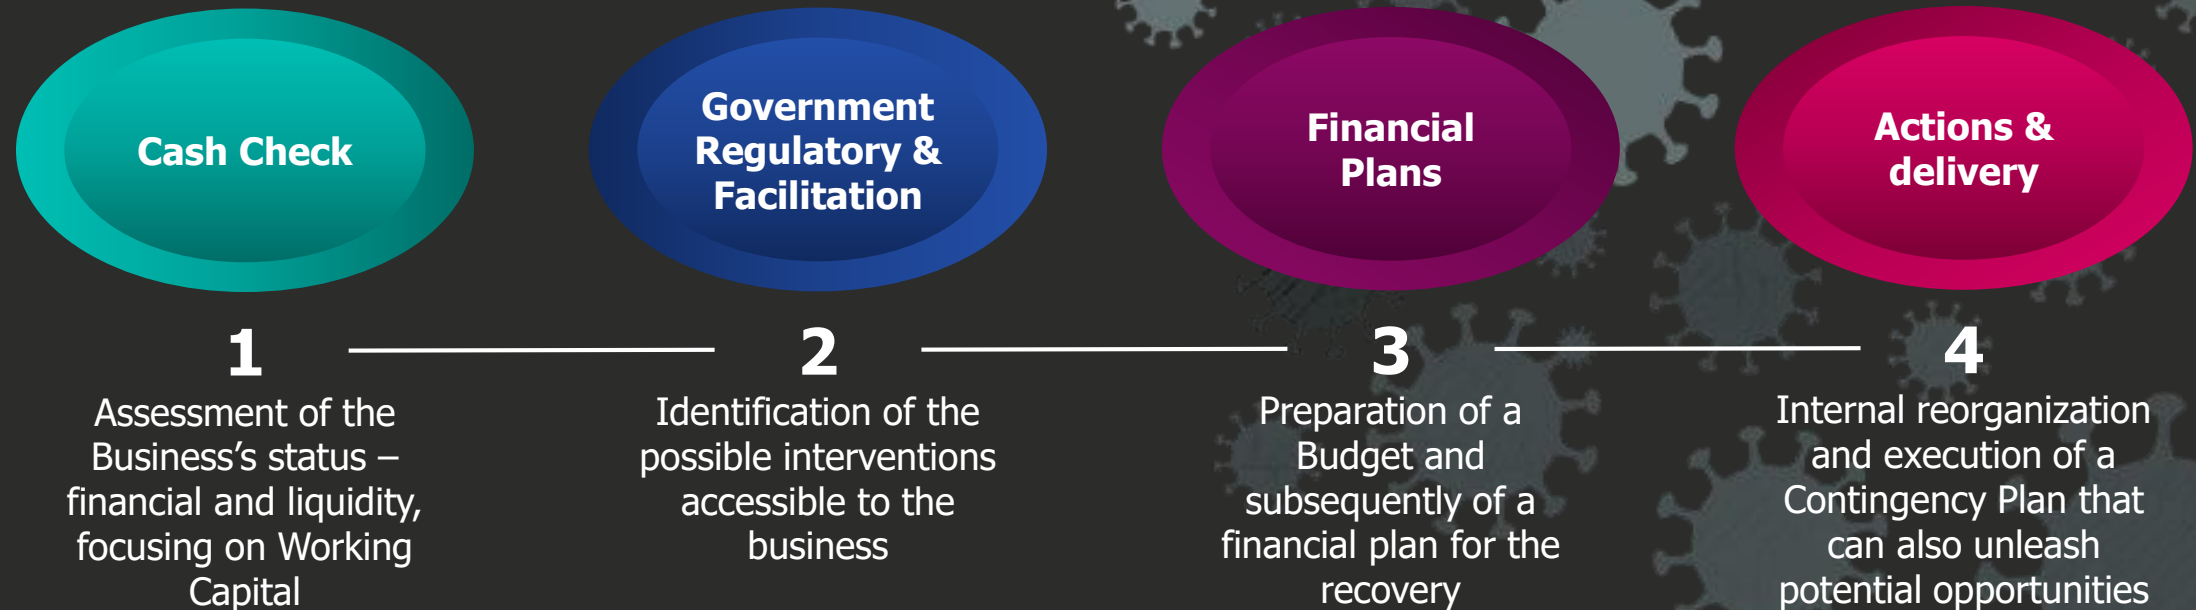 Cash Check
Government
Regulatory &
Facilitation
Financial
Plans
Actions &
delivery
1
Assessment of the
Business’s status –
financial and liquidity,
focusing on Working
Capital
2
Identification of the
possible interventions
accessible to the
business
3
Preparation of a
Budget and
subsequently of a
financial plan for the
recovery
4
Internal reorganization
and execution of a
Contingency Plan that
can also unleash
potential opportunities